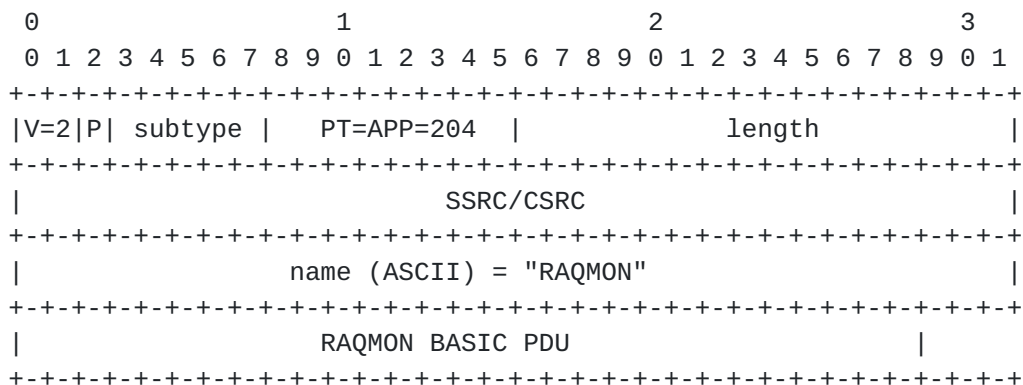 0                   1                   2                   3
 0 1 2 3 4 5 6 7 8 9 0 1 2 3 4 5 6 7 8 9 0 1 2 3 4 5 6 7 8 9 0 1
+-+-+-+-+-+-+-+-+-+-+-+-+-+-+-+-+-+-+-+-+-+-+-+-+-+-+-+-+-+-+-+-+
|V=2|P| subtype |   PT=APP=204  |             length            |
+-+-+-+-+-+-+-+-+-+-+-+-+-+-+-+-+-+-+-+-+-+-+-+-+-+-+-+-+-+-+-+-+
|                           SSRC/CSRC                           |
+-+-+-+-+-+-+-+-+-+-+-+-+-+-+-+-+-+-+-+-+-+-+-+-+-+-+-+-+-+-+-+-+
|                 name (ASCII) = "RAQMON"                       |
+-+-+-+-+-+-+-+-+-+-+-+-+-+-+-+-+-+-+-+-+-+-+-+-+-+-+-+-+-+-+-+-+
|                   RAQMON BASIC PDU                      |
+-+-+-+-+-+-+-+-+-+-+-+-+-+-+-+-+-+-+-+-+-+-+-+-+-+-+-+-+-+-+-+-+